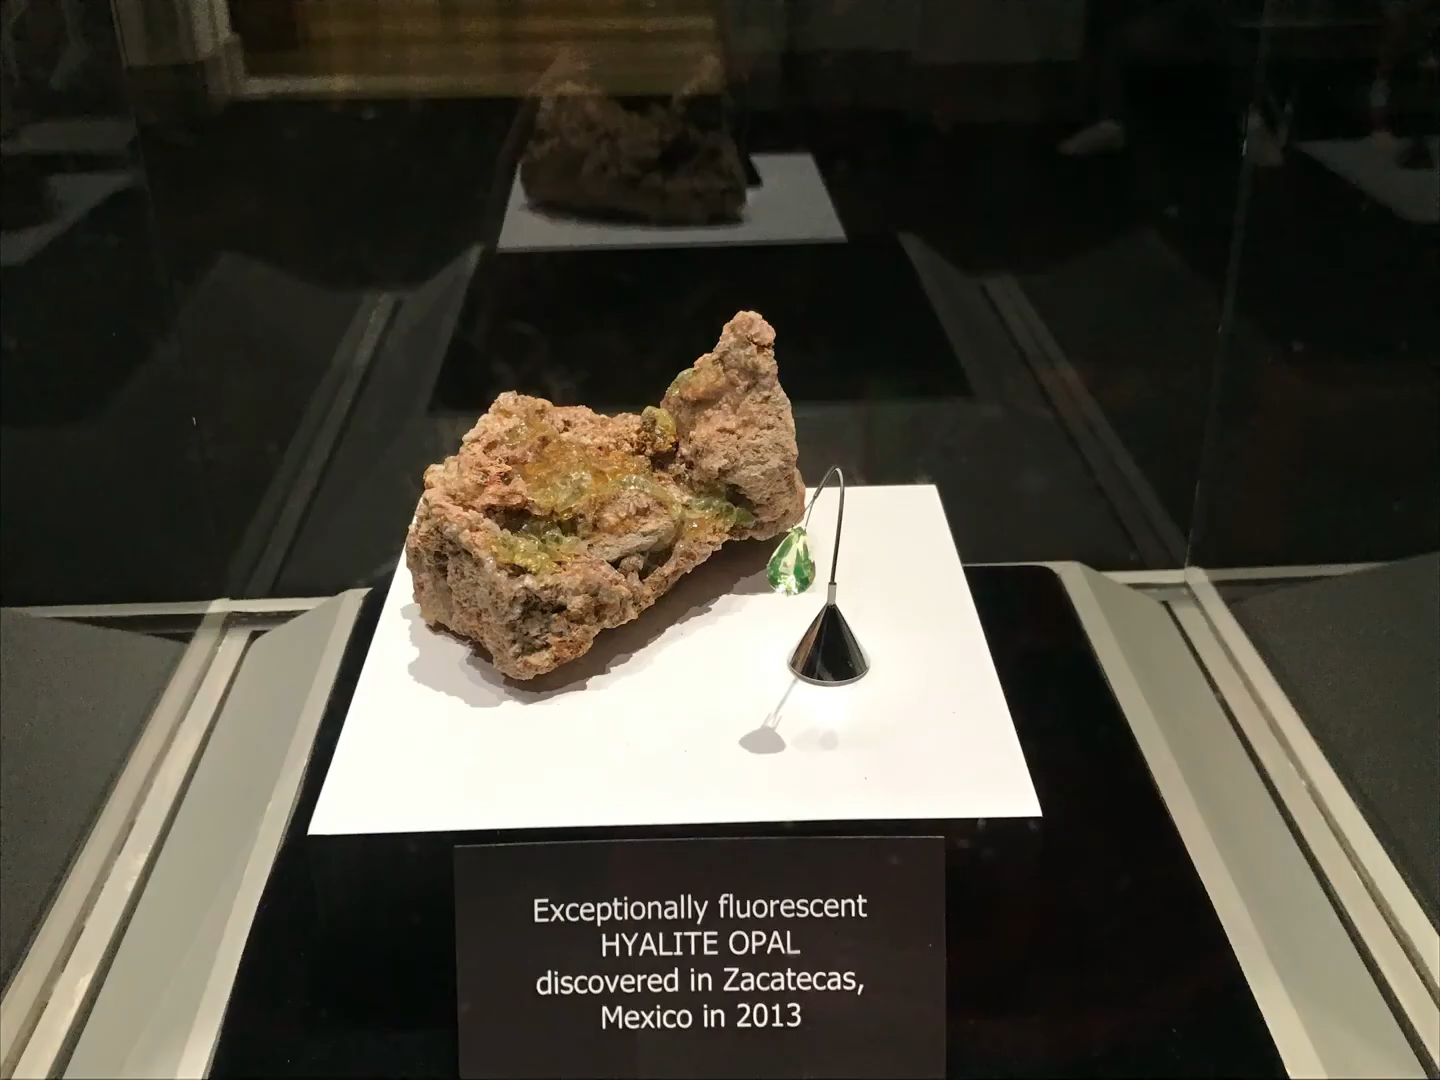 Exceptionally fluorescent
HYALITE OPAL
discovered in Zacatecas,
Mexico in 2013